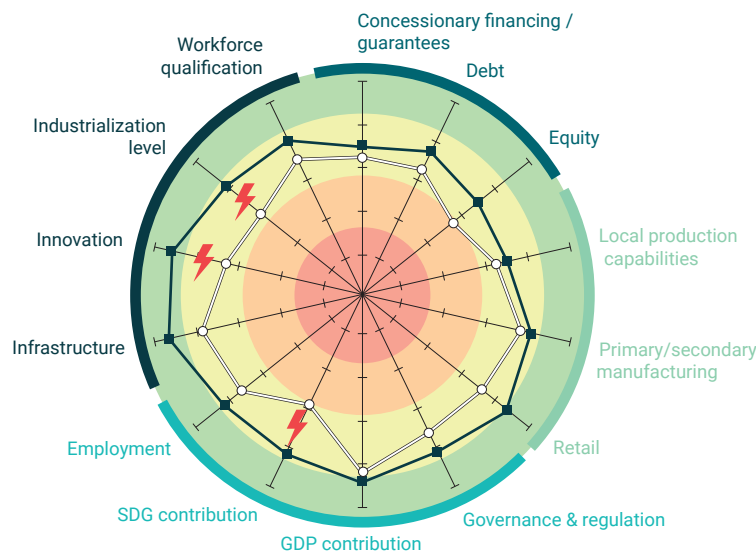 Concessionary financing /
guarantees
Workforce
qualification
Debt
Industrialization
level
Equity
Innovation
Local production
capabilities
Infrastructure
Primary/secondary
manufacturing
Employment
Retail
SDG contribution
Governance & regulation
GDP contribution